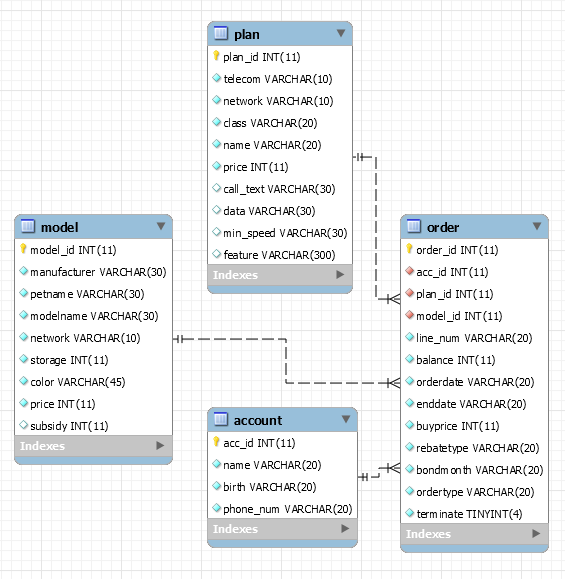 plan
plan_id INT(11)
telecom VARCHAR(10)
network VARCHAR(10)
class VARCHAR(20)
name VARCHAR(20)
price INT(11)
call_text VARCHAR(30)
data VARCHAR(30)
min_speed VARCHAR(30)
feature VARCHAR(300)
Indexes
model
model_id INT(11)
manufacturer VARCHAR(30)
petname VARCHAR(30)
modelname VARCHAR(30)
network VARCHAR(10)
storage INT(11)
color VARCHAR(45)
price INT(11)
subsidy INT(11)
Indexes
account
acc_id INT(11)
name VARCHAR(20)
birth VARCHAR(20)
phone_num VARCHAR(20)
Indexes
order
order_id INT(11)
acc_id INT(11)
plan_id INT(11)
model_id INT(11)
line_num VARCHAR(20)
balance INT(11)
orderdate VARCHAR(20)
enddate VARCHAR(20)
buyprice INT(11)
rebatetype VARCHAR(20)
bondmonth VARCHAR(20)
ordertype VARCHAR(20)
terminate TINYINT(4)
Indexes